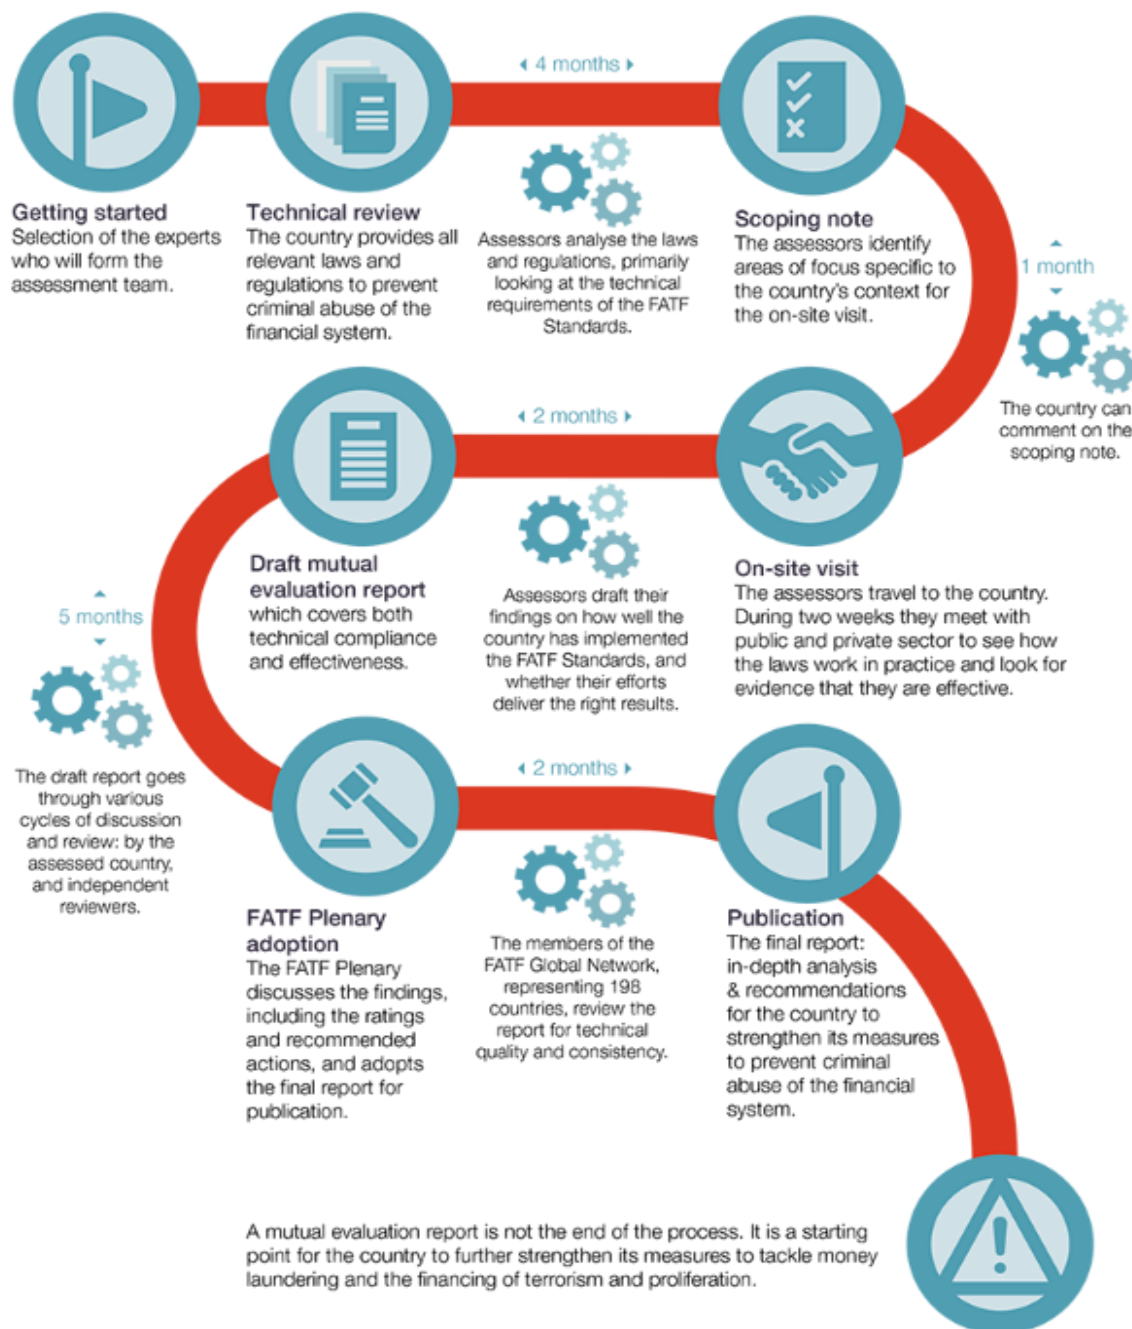 Getting started
Selection of the experts
who will form the
assessment team.
Technical review
The country provides all
relevant laws and
regulations to prevent
criminal abuse of the
financial system.
4 months
Assessors analyse the laws
and regulations, primarily
looking at the technical
requirements of the FATF
Standards.
Scoping note
The assessors identify
areas of focus specific to
the country's context for
the on-site visit.
1 month
The country can
comment on the
scoping note.
On-site visit
The assessors travel to the country.
During two weeks they meet with
public and private sector to see how
the laws work in practice and look for
evidence that they are effective.
2 months
Assessors draft their
findings on how well the
country has implemented
the FATF Standards, and
whether their efforts
deliver the right results.
Draft mutual
evaluation report
which covers both
technical compliance
and effectiveness.
5 months
The draft report goes
through various
cycles of discussion
and review: by the
assessed country,
and independent
reviewers.
FATF Plenary
adoption
The FATF Plenary
discusses the findings,
including the ratings
and recommended
actions, and adopts
the final report for
publication.
2 months
The members of the
FATF Global Network,
representing 198
countries, review the
report for technical
quality and consistency.
Publication
The final report:
in-depth analysis
& recommendations
for the country to
strengthen its measures
to prevent criminal
abuse of the financial
system.
A mutual evaluation report is not the end of the process. It is a starting
point for the country to further strengthen its measures to tackle money
laundering and the financing of terrorism and proliferation.